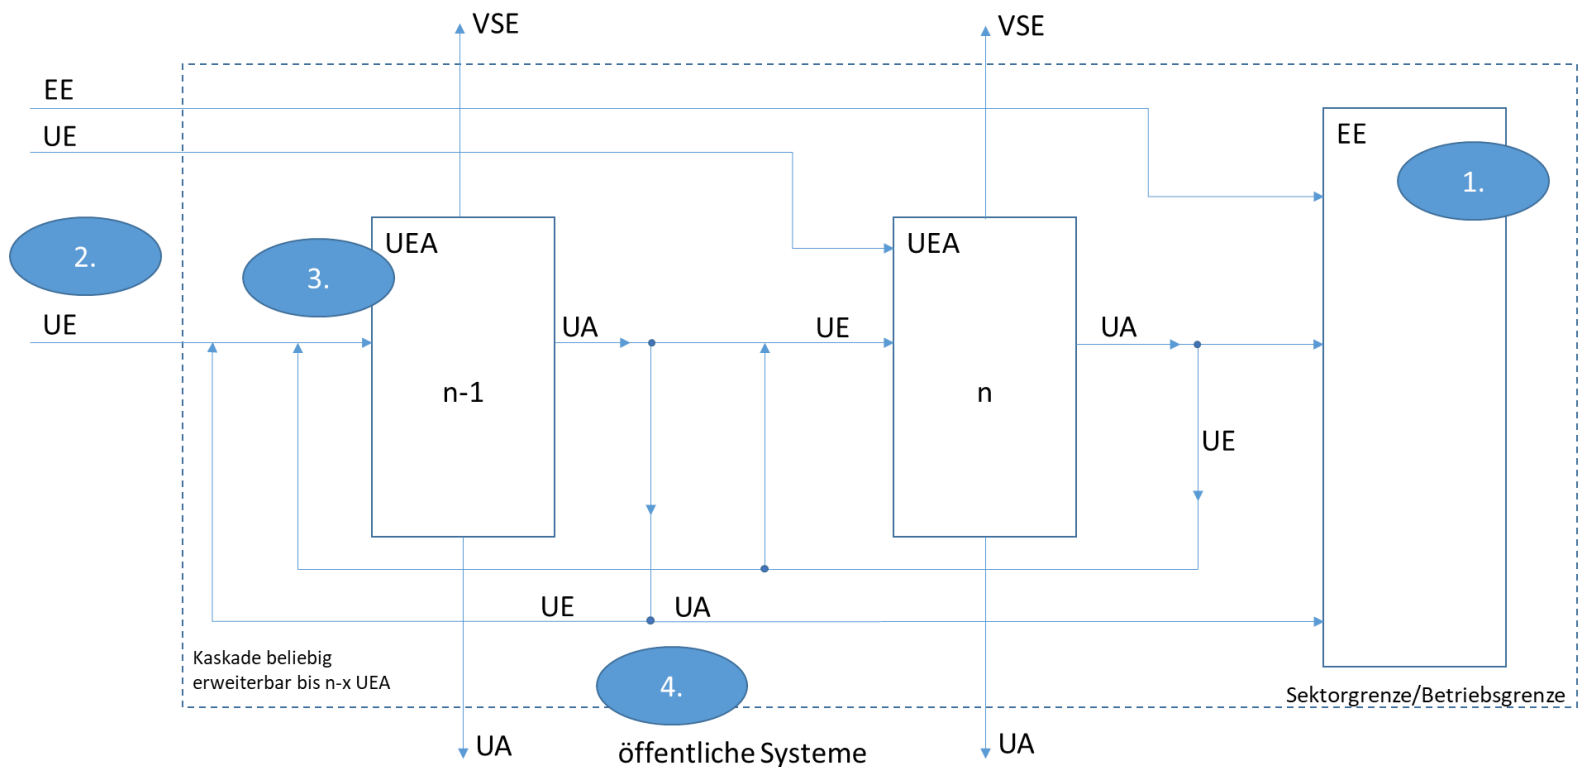 VSE
VSE
EE
UE
EE
1.
UEA
UEA
2.
3.
UE
UA
UE
UA
n-1
n
UE
UE
UA
Kaskade beliebig
erweiterbar bis n-x UEA
4.
Sektorgrenze/Betriebsgrenze
UA
öffentliche Systeme
UA